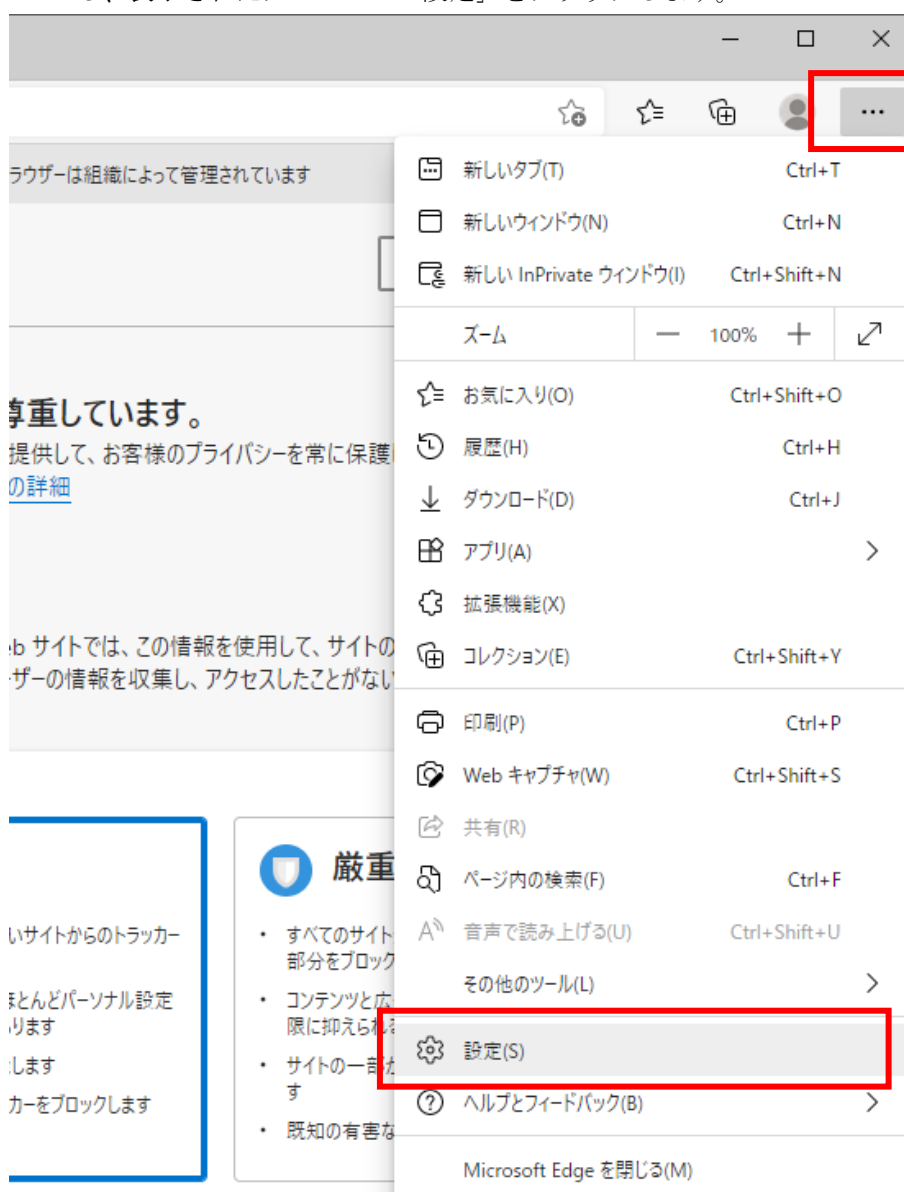 設定」をクリックします。
ラウザーは組織によって管理されています
尊重しています。
提供して、お客様のプライバシーを常に保護
の詳細
eb サイトでは、この情報を使用して、サイトの
ーザーの情報を収集し、アクセスしたことがない
いサイトからのトラッカー
ほとんどパーソナル設定
ります
します
カーをブロックします
厳重
• すべてのサイト
部分をブロック
• コンテンツと広
限に抑えられる
• サイトの一部が
す
• 既知の有害な
新しいタブ(T) Ctrl+T
新しいウィンドウ(N) Ctrl+N
新しい InPrivate ウィンドウ(I) Ctrl+Shift+N
ズーム 100%
お気に入り(O) Ctrl+Shift+O
履歴(H) Ctrl+H
ダウンロード(D) Ctrl+J
アプリ(A)
拡張機能(X)
コレクション(E) Ctrl+Shift+Y
印刷(P) Ctrl+P
Web キャプチャ(W) Ctrl+Shift+S
共有(R)
ページ内の検索(F) Ctrl+F
音声で読み上げる(U) Ctrl+Shift+U
その他のツール(L)
設定(S)
ヘルプとフィードバック(B)
Microsoft Edge を閉じる(M)